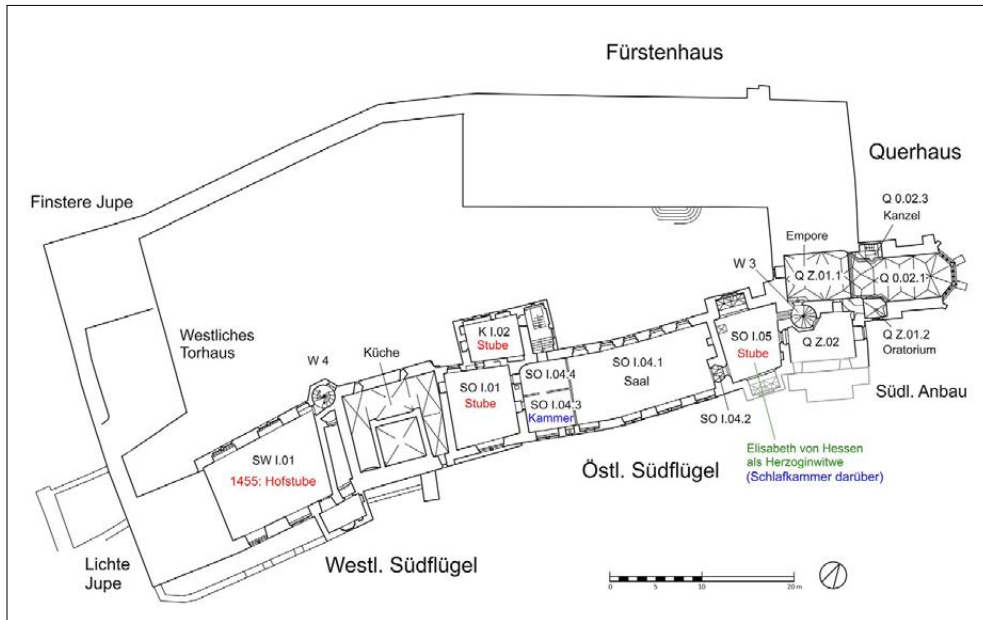 Fürstenhaus
Querhaus
Finstere Jupe
Q 0.02.3
Kanzel
Empore
W 3
Q Z.01.1
Q 0.02.1
Westliches
Torhaus
W 4
Küche
K I.02
Stube
SO I.05
Stube
Q Z.02
Q Z.01.2
Oratorium
SO I.04.4
SO I.04.1
Saal
SO I.01
Stube
SO I.04.3
Kammer
Südl. Anbau
SO I.04.2
SW I.01
1455: Hofstube
Östl. Südflügel
Elisabeth von Hessen
als Herzoginwitwe
(Schlafkammer darüber)
Lichte
Jupe
Westl. Südflügel
0 5 10 20 m